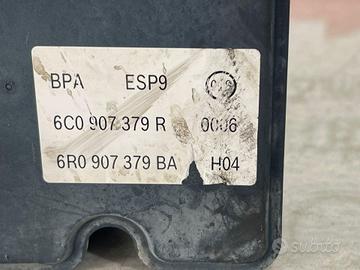 BPA ESP9
6C0 907 379 R 0006
6R0 907 379 BA H04
subito